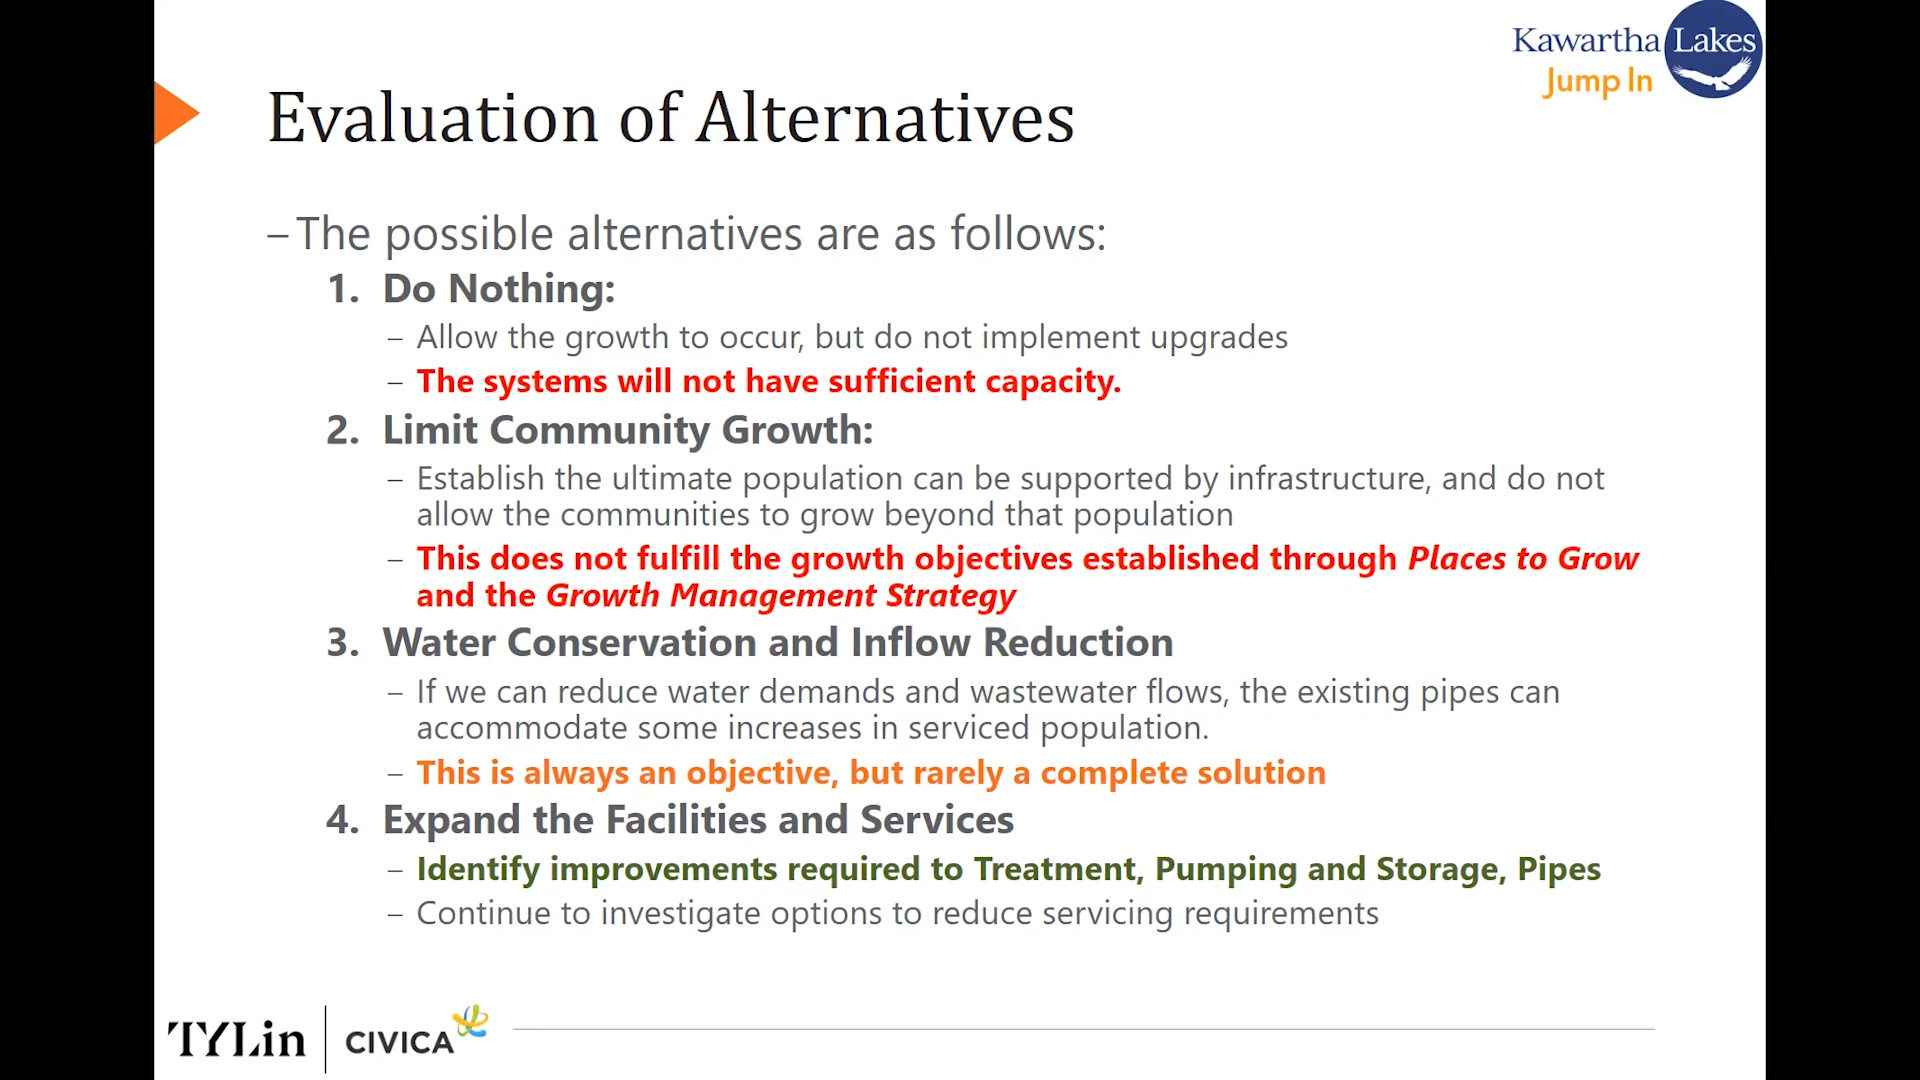 Kawartha Lakes
Jump In
Evaluation of Alternatives
– The possible alternatives are as follows:
1. Do Nothing:
– Allow the growth to occur, but do not implement upgrades
– The systems will not have sufficient capacity.
2. Limit Community Growth:
– Establish the ultimate population can be supported by infrastructure, and do not
allow the communities to grow beyond that population
– This does not fulfill the growth objectives established through Places to Grow
and the Growth Management Strategy
3. Water Conservation and Inflow Reduction
– If we can reduce water demands and wastewater flows, the existing pipes can
accommodate some increases in serviced population.
– This is always an objective, but rarely a complete solution
4. Expand the Facilities and Services
– Identify improvements required to Treatment, Pumping and Storage, Pipes
– Continue to investigate options to reduce servicing requirements
TYLin
CIVICA